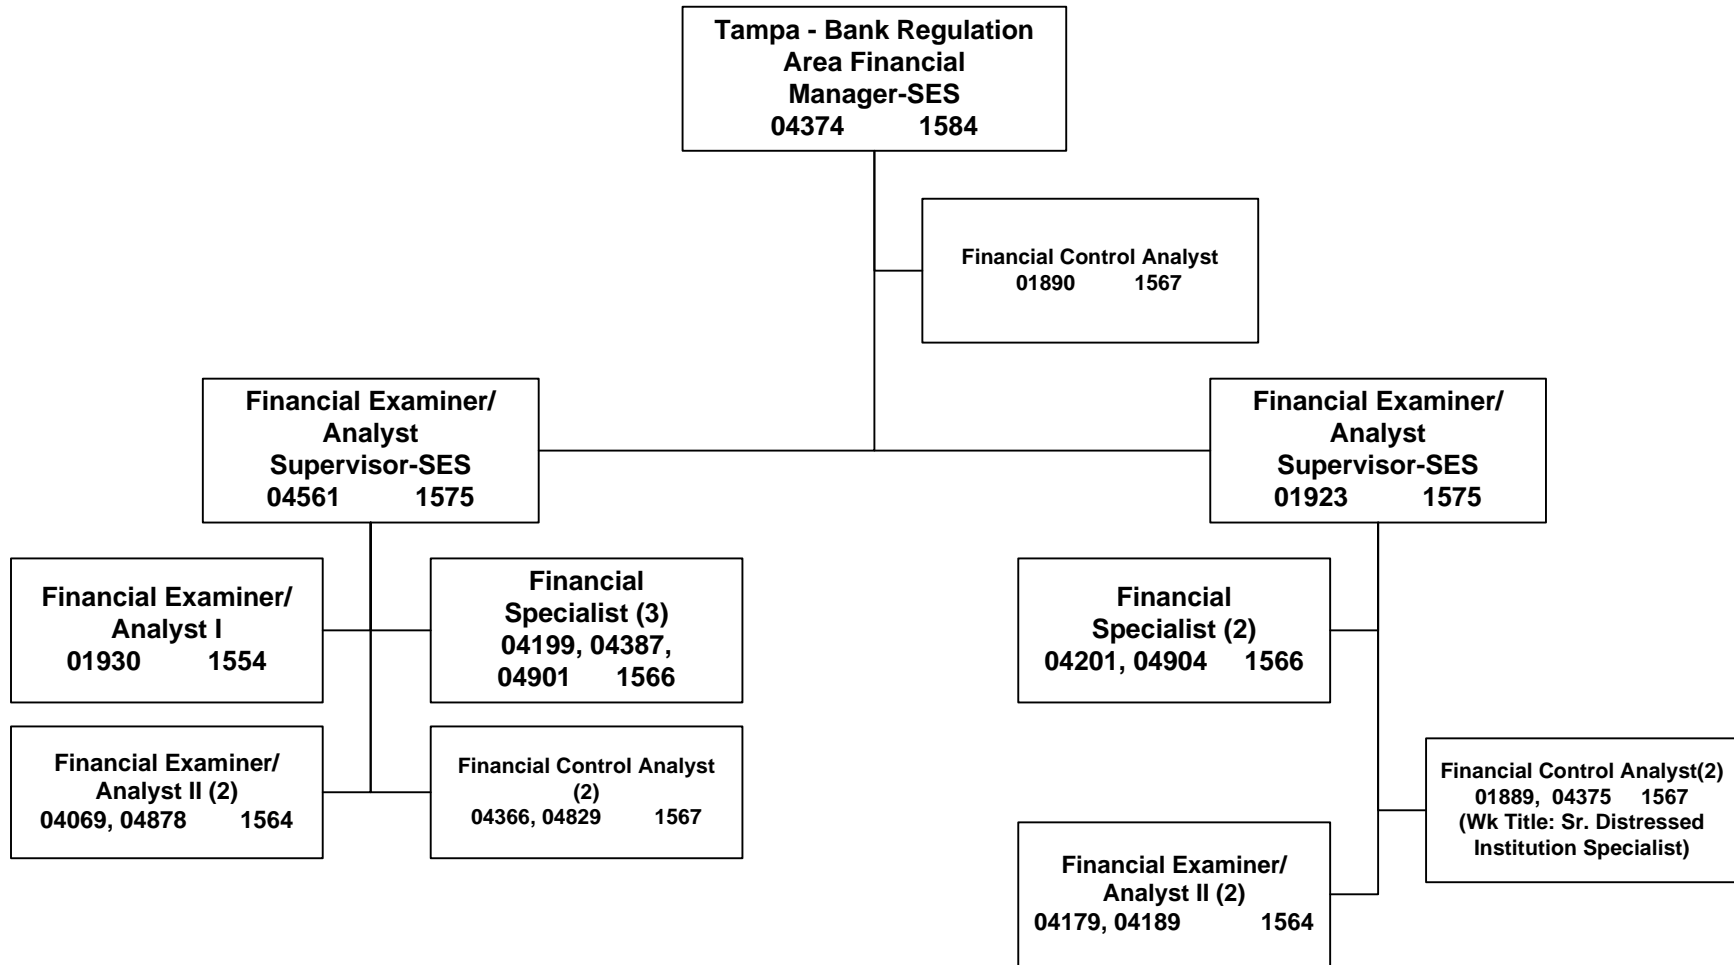 Tampa - Bank Regulation
Area Financial
Manager-SES
04374 1584
Financial Control Analyst
01890 1567
Financial Examiner/
Analyst
Supervisor-SES
04561 1575
Financial Examiner/
Analyst
Supervisor-SES
01923 1575
Financial Examiner/
Analyst I
01930 1554
Financial
Specialist (3)
04199, 04387,
04901 1566
Financial
Specialist (2)
04201, 04904 1566
Financial Examiner/
Analyst II (2)
04069, 04878 1564
Financial Control Analyst
(2)
04366, 04829 1567
Financial Control Analyst(2)
01889, 04375 1567
(Wk Title: Sr. Distressed
Institution Specialist)
Financial Examiner/
Analyst II (2)
04179, 04189 1564